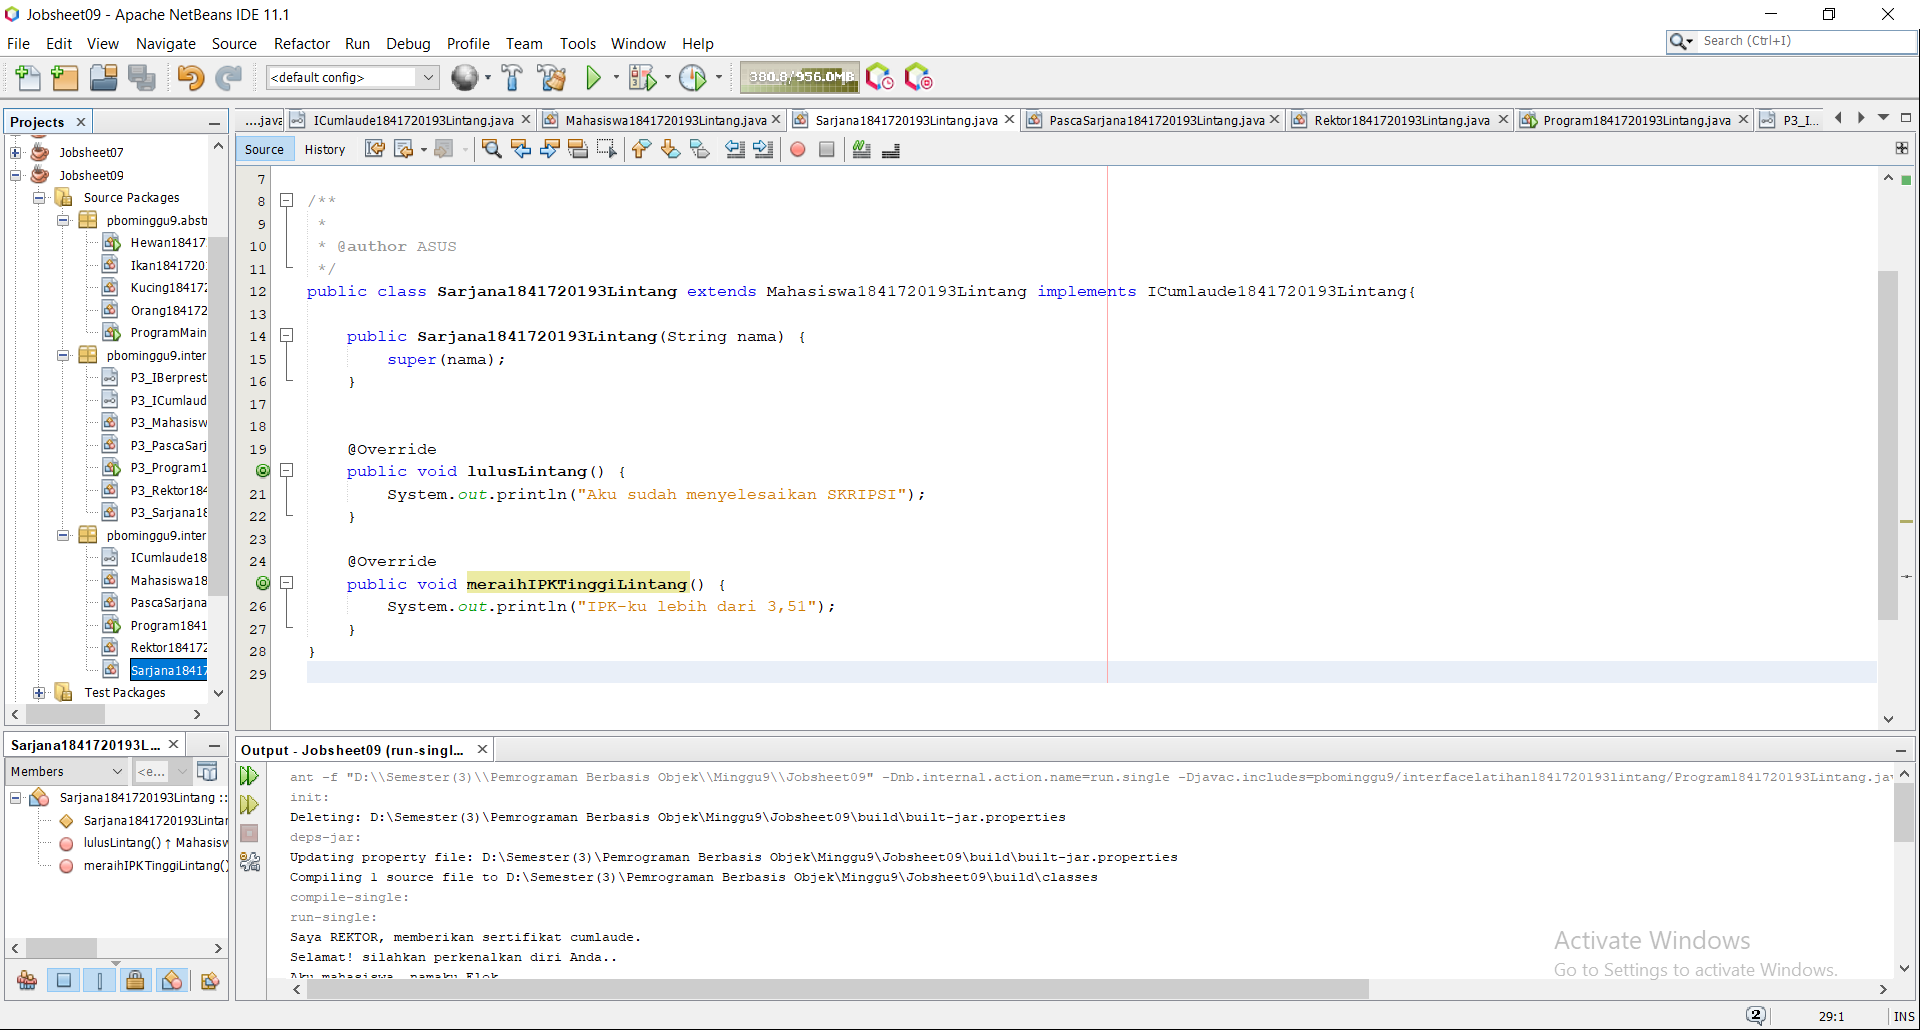 Jobsheet09 - Apache NetBeans IDE 11.1
File Edit View Navigate Source Refactor Run Debug Profile Team Tools Window Help
Search (Ctrl+I)
<default config>
380.8/956.0MB
Projects
Jobsheet07
Jobsheet09
Source Packages
pbominggu9.abstr
Hewan18417
Ikan1841720
Kucing184172
Orang184172
ProgramMain
pbominggu9.inter
P3_IBerprest
P3_ICumlaud
P3_Mahasisw
P3_PascaSarj
P3_Program1
P3_Rektor184
P3_Sarjana18
pbominggu9.inter
ICumlaude18
Mahasiswa18
PascaSarjana
Program1841
Rektor184172
Sarjana18417
Test Packages
....java ICumlaude1841720193Lintang.java Mahasiswa1841720193Lintang.java Sarjana1841720193Lintang.java PascaSarjana1841720193Lintang.java Rektor1841720193Lintang.java Program1841720193Lintang.java P3_I...
Source History
7
8 /**
9 *
10 * @author ASUS
11 */
12 public class Sarjana1841720193Lintang extends Mahasiswa1841720193Lintang implements ICumlaude1841720193Lintang{
13
14 public Sarjana1841720193Lintang(String nama) {
15 super(nama);
16 }
17
18
19 @Override
public void lulusLintang() {
21 System.out.println("Aku sudah menyelesaikan SKRIPSI");
22 }
23
24 @Override
public void meraihIPKTinggiLintang() {
26 System.out.println("IPK-ku lebih dari 3,51");
27 }
28 }
29
Sarjana1841720193L...
Members <e...
Sarjana1841720193Lintang ::
Sarjana1841720193Lintar
lulusLintang() ↑ Mahasisw
meraihIPKTinggiLintang()
Output - Jobsheet09 (run-singl...
ant -f "D:\\Semester(3)\\Pemrograman Berbasis Objek\\Minggu9\\Jobsheet09" -Dnb.internal.action.name=run.single -Djavac.includes=pbominggu9/interfacelatihan1841720193lintang/Program1841720193Lintang.jav
init:
Deleting: D:\Semester(3)\Pemrograman Berbasis Objek\Minggu9\Jobsheet09\build\built-jar.properties
deps-jar:
Updating property file: D:\Semester(3)\Pemrograman Berbasis Objek\Minggu9\Jobsheet09\build\built-jar.properties
Compiling 1 source file to D:\Semester(3)\Pemrograman Berbasis Objek\Minggu9\Jobsheet09\build\classes
compile-single:
run-single:
Saya REKTOR, memberikan sertifikat cumlaude.
Selamat! silahkan perkenalkan diri Anda..
Aku mahasiswa, namaku Elok
Activate Windows
Go to Settings to activate Windows.
2
29:1 INS